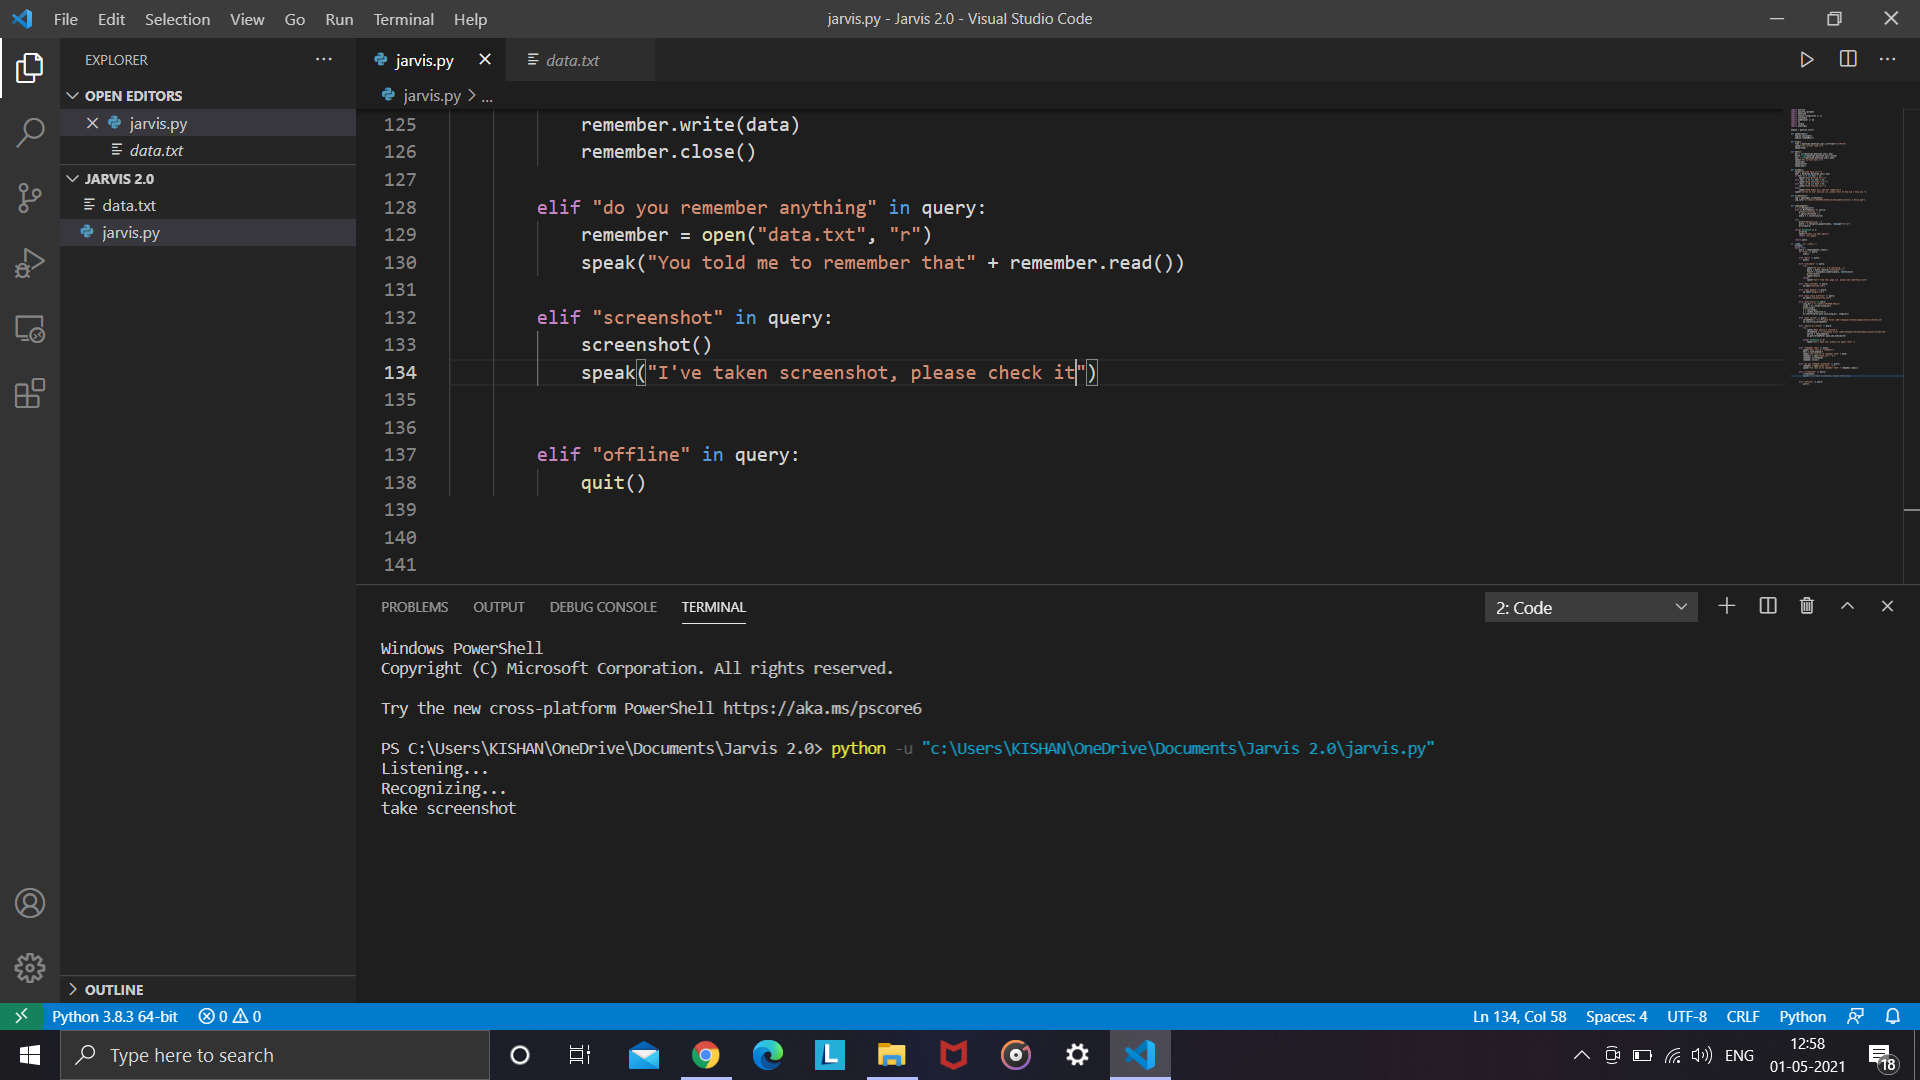 File Edit Selection View Go Run Terminal Help
jarvis.py - Jarvis 2.0 - Visual Studio Code
EXPLORER
OPEN EDITORS
jarvis.py
data.txt
JARVIS 2.0
data.txt
jarvis.py
OUTLINE
jarvis.py data.txt
jarvis.py > ...
125 remember.write(data)
126 remember.close()
127
128 elif "do you remember anything" in query:
129 remember = open("data.txt", "r")
130 speak("You told me to remember that" + remember.read())
131
132 elif "screenshot" in query:
133 screenshot()
134 speak("I've taken screenshot, please check it")
135
136
137 elif "offline" in query:
138 quit()
139
140
141
PROBLEMS OUTPUT DEBUG CONSOLE TERMINAL 2: Code
Windows PowerShell
Copyright (C) Microsoft Corporation. All rights reserved.
Try the new cross-platform PowerShell https://aka.ms/pscore6
PS C:\Users\KISHAN\OneDrive\Documents\Jarvis 2.0> python -u "c:\Users\KISHAN\OneDrive\Documents\Jarvis 2.0\jarvis.py"
Listening...
Recognizing...
take screenshot
Python 3.8.3 64-bit 0 0 Ln 134, Col 58 Spaces: 4 UTF-8 CRLF Python
Type here to search
L
ENG
12:58
01-05-2021
18